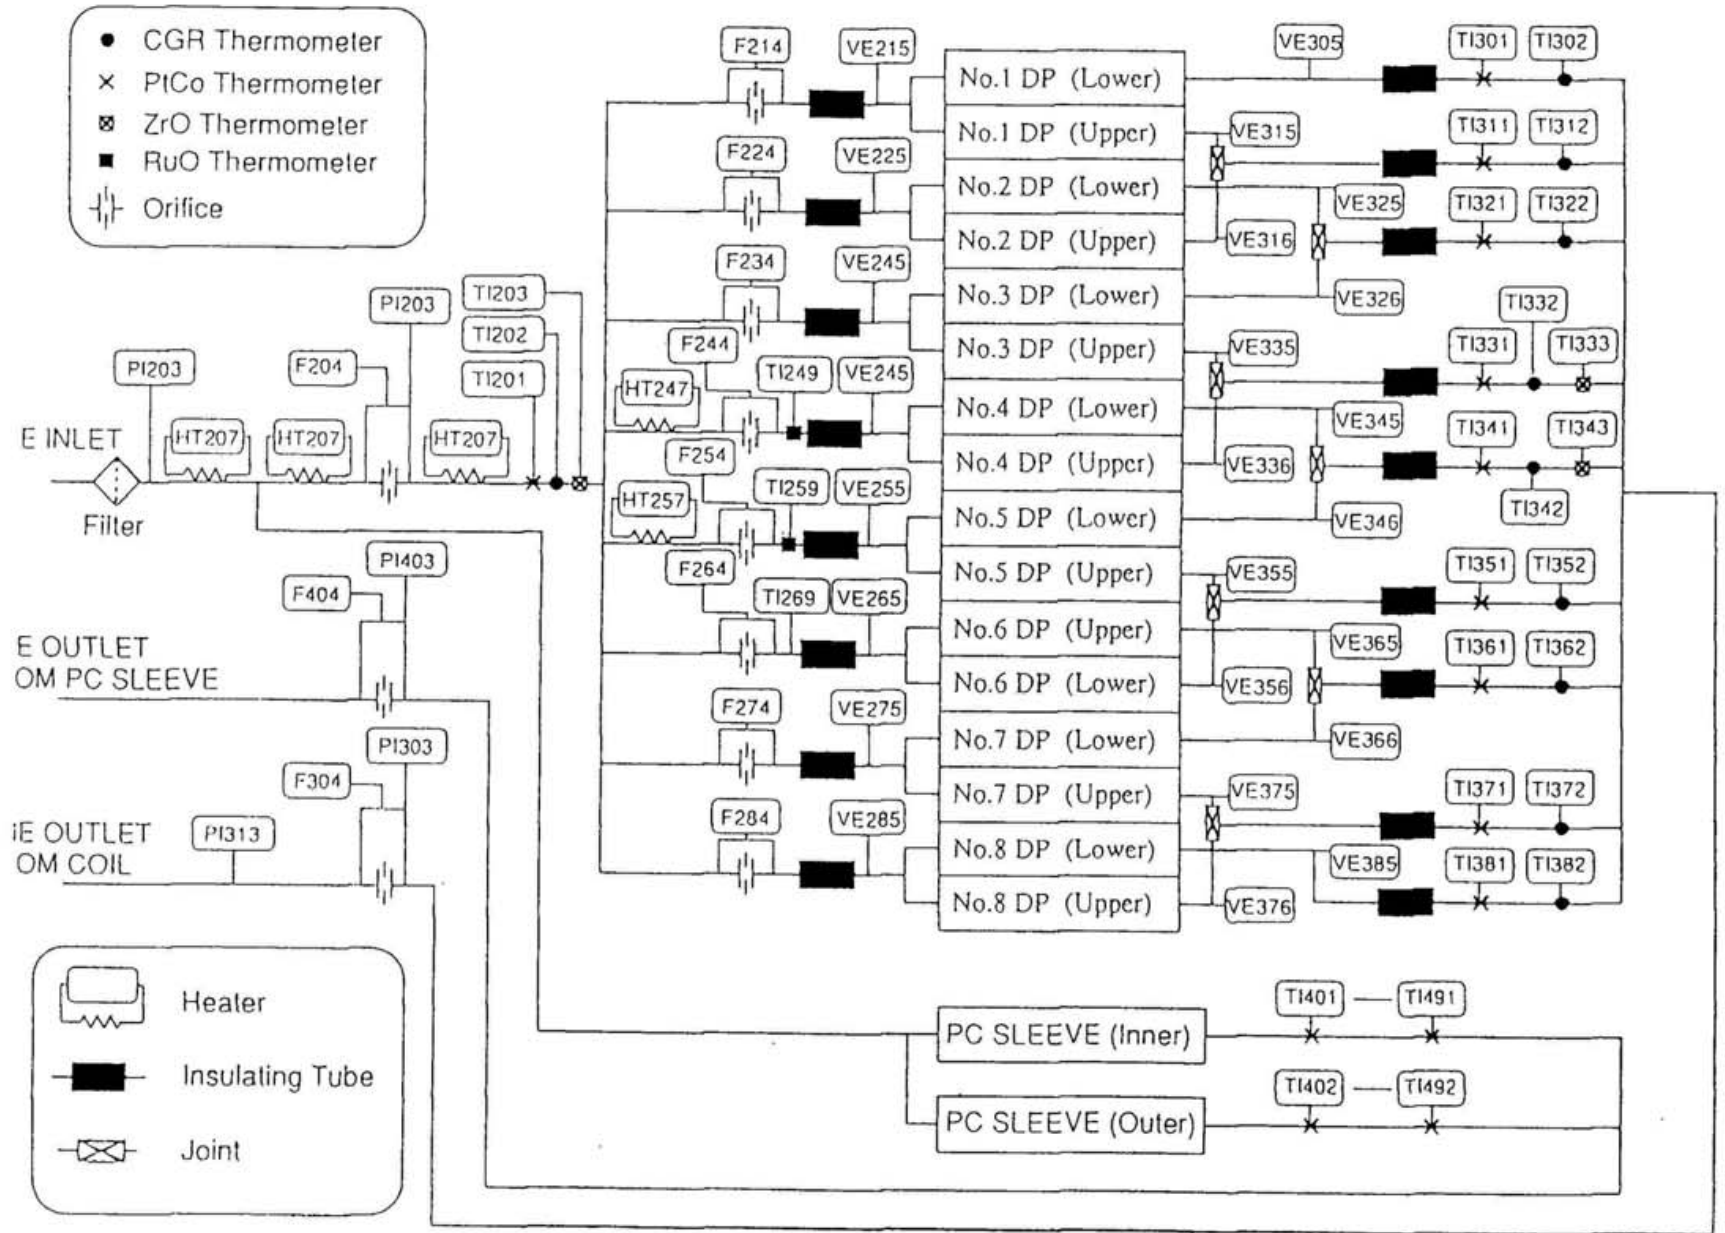 CGR Thermometer
PtCo Thermometer
ZrO Thermometer
RuO Thermometer
Orifice
F214
VE215
F224
VE225
F234
VE245
F244
HT247
TI249
VE245
F254
HT257
TI259
VE255
F264
TI269
VE265
F274
VE275
F284
VE285
E INLET
Filter
PI203
HT207
HT207
F204
PI203
HT207
TI203
TI202
TI201
E OUTLET
OM PC SLEEVE
F404
PI403
IE OUTLET
OM COIL
PI313
F304
PI303
No.1 DP (Lower)
No.1 DP (Upper)
No.2 DP (Lower)
No.2 DP (Upper)
No.3 DP (Lower)
No.3 DP (Upper)
No.4 DP (Lower)
No.4 DP (Upper)
No.5 DP (Lower)
No.5 DP (Upper)
No.6 DP (Upper)
No.6 DP (Lower)
No.7 DP (Lower)
No.7 DP (Upper)
No.8 DP (Lower)
No.8 DP (Upper)
VE305
TI301
TI302
VE315
TI311
TI312
VE325
TI321
TI322
VE316
VE326
TI332
VE335
TI331
TI333
VE345
TI341
TI343
VE336
VE346
TI342
VE355
TI351
TI352
VE365
TI361
TI362
VE356
VE366
VE375
TI371
TI372
VE385
TI381
TI382
VE376
Heater
Insulating Tube
Joint
PC SLEEVE (Inner)
TI401
TI491
PC SLEEVE (Outer)
TI402
TI492